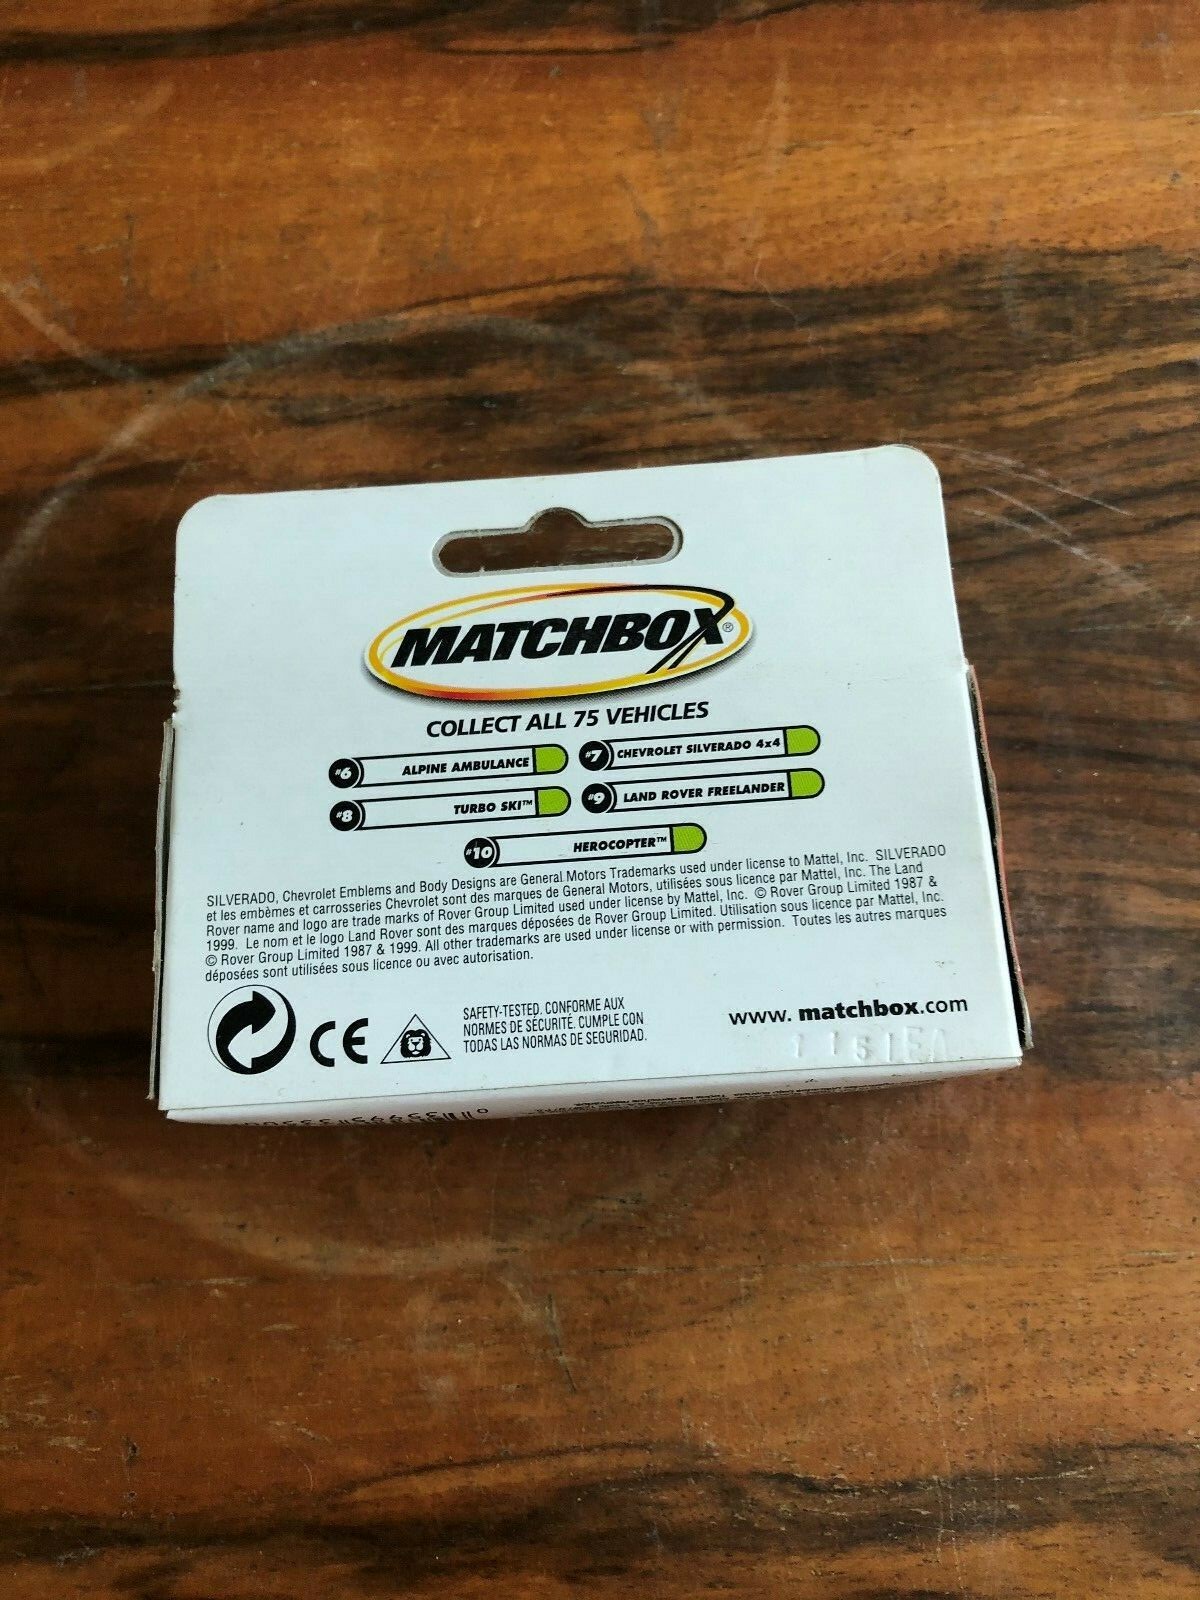 MATCHBOX®
COLLECT ALL 75 VEHICLES
#6 ALPINE AMBULANCE
#7 CHEVROLET SILVERADO 4x4
#8 TURBO SKI™
#9 LAND ROVER FREELANDER
#10 HEROCOPTER™
SILVERADO, Chevrolet Emblems and Body Designs are General Motors Trademarks used under license to Mattel, Inc. SILVERADO
et les embèmes et carrosseries Chevrolet sont des marques de General Motors, utilisées sous licence par Mattel, Inc. The Land
Rover name and logo are trade marks of Rover Group Limited used under license by Mattel, Inc. © Rover Group Limited 1987 &
1999. Le nom et le logo Land Rover sont des marques déposées de Rover Group Limited. Utilisation sous licence par Mattel, Inc.
© Rover Group Limited 1987 & 1999. All other trademarks are used under license or with permission. Toutes les autres marques
déposées sont utilisées sous licence ou avec autorisation.
CE
SAFETY-TESTED. CONFORME AUX
NORMES DE SÉCURITÉ. CUMPLE CON
TODAS LAS NORMAS DE SEGURIDAD.
www.matchbox.com